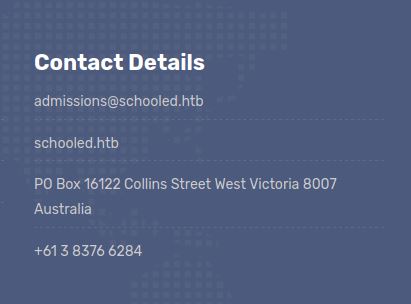 Contact Details
admissions@schooled.htb
schooled.htb
PO Box 16122 Collins Street West Victoria 8007
Australia
+61 3 8376 6284